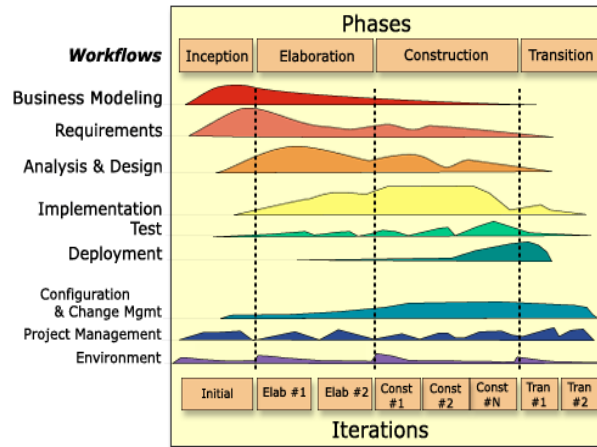 Phases
Workflows
Inception
Elaboration
Construction
Transition
Business Modeling
Requirements
Analysis & Design
Implementation
Test
Deployment
Configuration
& Change Mgmt
Project Management
Environment
Initial
Elab #1
Elab #2
Const
#1
Const
#2
Const
#N
Tran
#1
Tran
#2
Iterations